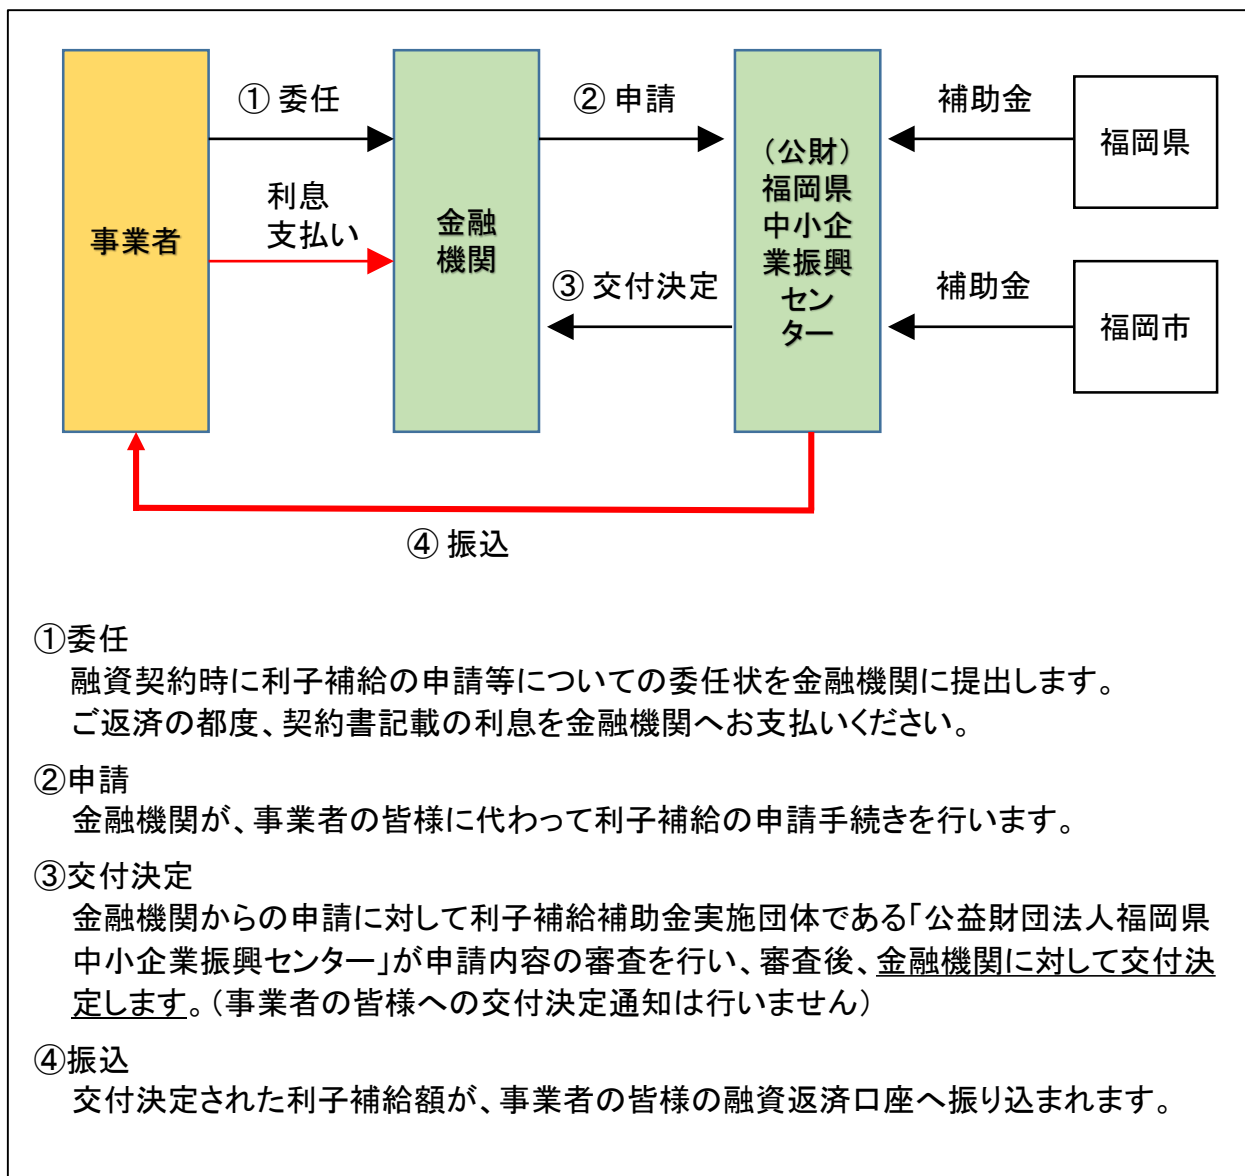 ① 委任
② 申請
補助金
福岡県
利息
支払い
事業者
金融
機関
（公財）
福岡県
中小企
業振興
セン
ター
③ 交付決定
補助金
福岡市
④ 振込
①委任
融資契約時に利子補給の申請等についての委任状を金融機関に提出します。
ご返済の都度、契約書記載の利息を金融機関へお支払いください。
②申請
金融機関が、事業者の皆様に代わって利子補給の申請手続きを行います。
③交付決定
金融機関からの申請に対して利子補給補助金実施団体である「公益財団法人福岡県
中小企業振興センター」が申請内容の審査を行い、審査後、金融機関に対して交付決
定します。（事業者の皆様への交付決定通知は行いません）
④振込
交付決定された利子補給額が、事業者の皆様の融資返済口座へ振り込まれます。